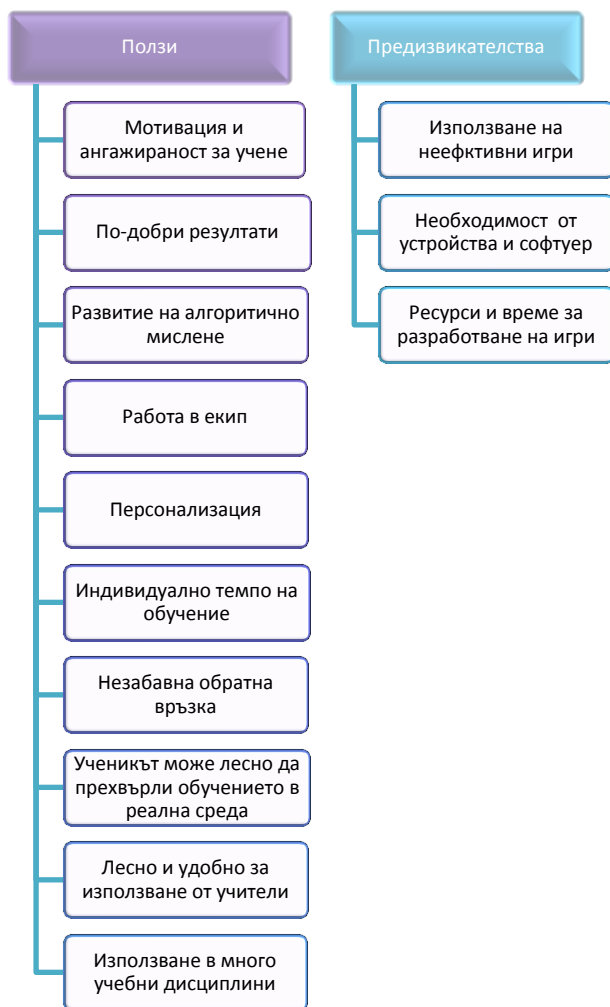 Ползи
Мотивация и
ангажираност за учене
По-добри резултати
Развитие на алгоритично
мислене
Работа в екип
Персонализация
Индивидуално темпо на
обучение
Незабавна обратна
връзка
Ученикът може лесно да
прехвърли обучението в
реална среда
Лесно и удобно за
използване от учители
Използване в много
учебни дисциплини
Предизвикателства
Използване на
неефктивни игри
Необходимост от
устройства и софтуер
Ресурси и време за
разработване на игри